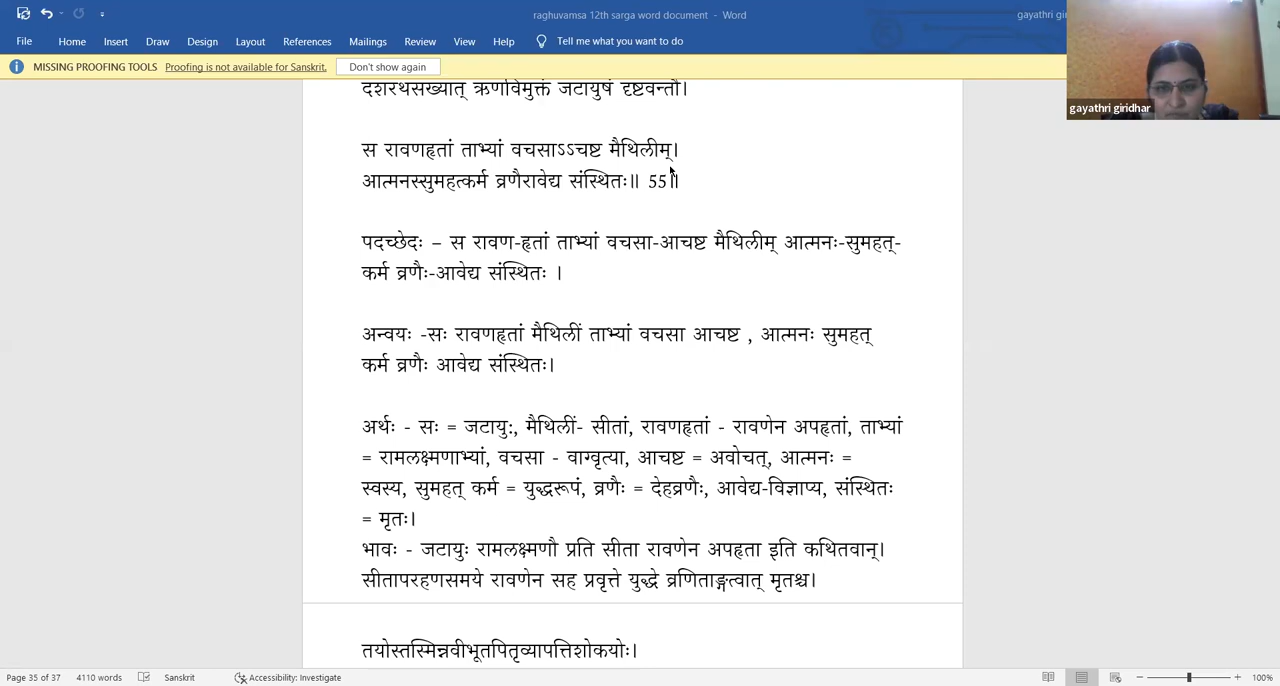 raghuvamsa 12th sarga word document - Word
gayathri gi
File Home Insert Draw Design Layout References Mailings Review View Help Tell me what you want to do
MISSING PROOFING TOOLS Proofing is not available for Sanskrit. Don't show again
gayathri giridhar
दशरथसख्यात् ऋणविमुक्तं जटायुषं दृष्टवन्तौ।
स रावणहृतां ताभ्यां वचसाऽऽचष्ट मैथिलीम्।
आत्मनस्सुमहत्कर्म व्रणैरावेद्य संस्थितः॥ 55॥
पदच्छेदः – स रावण-हृतां ताभ्यां वचसा-आचष्ट मैथिलीम् आत्मनः-सुमहत्-
कर्म व्रणैः-आवेद्य संस्थितः ।
अन्वयः -सः रावणहृतां मैथिलीं ताभ्यां वचसा आचष्ट , आत्मनः सुमहत्
कर्म व्रणैः आवेद्य संस्थितः।
अर्थः - सः = जटायु:, मैथिलीं- सीतां, रावणहृतां - रावणेन अपहृतां, ताभ्यां
= रामलक्ष्मणाभ्यां, वचसा - वाग्वृत्या, आचष्ट = अवोचत्, आत्मनः =
स्वस्य, सुमहत् कर्म = युद्धरूपं, व्रणैः = देहव्रणैः, आवेद्य-विज्ञाप्य, संस्थितः
= मृतः।
भावः - जटायुः रामलक्ष्मणौ प्रति सीता रावणेन अपहृता इति कथितवान्।
सीतापरहणसमये रावणेन सह प्रवृत्ते युद्धे व्रणिताङ्गत्वात् मृतश्च।
तयोस्तस्मिन्नवीभूतपितृव्यापत्तिशोकयोः।
Page 35 of 37 4110 words Sanskrit Accessibility: Investigate 100%